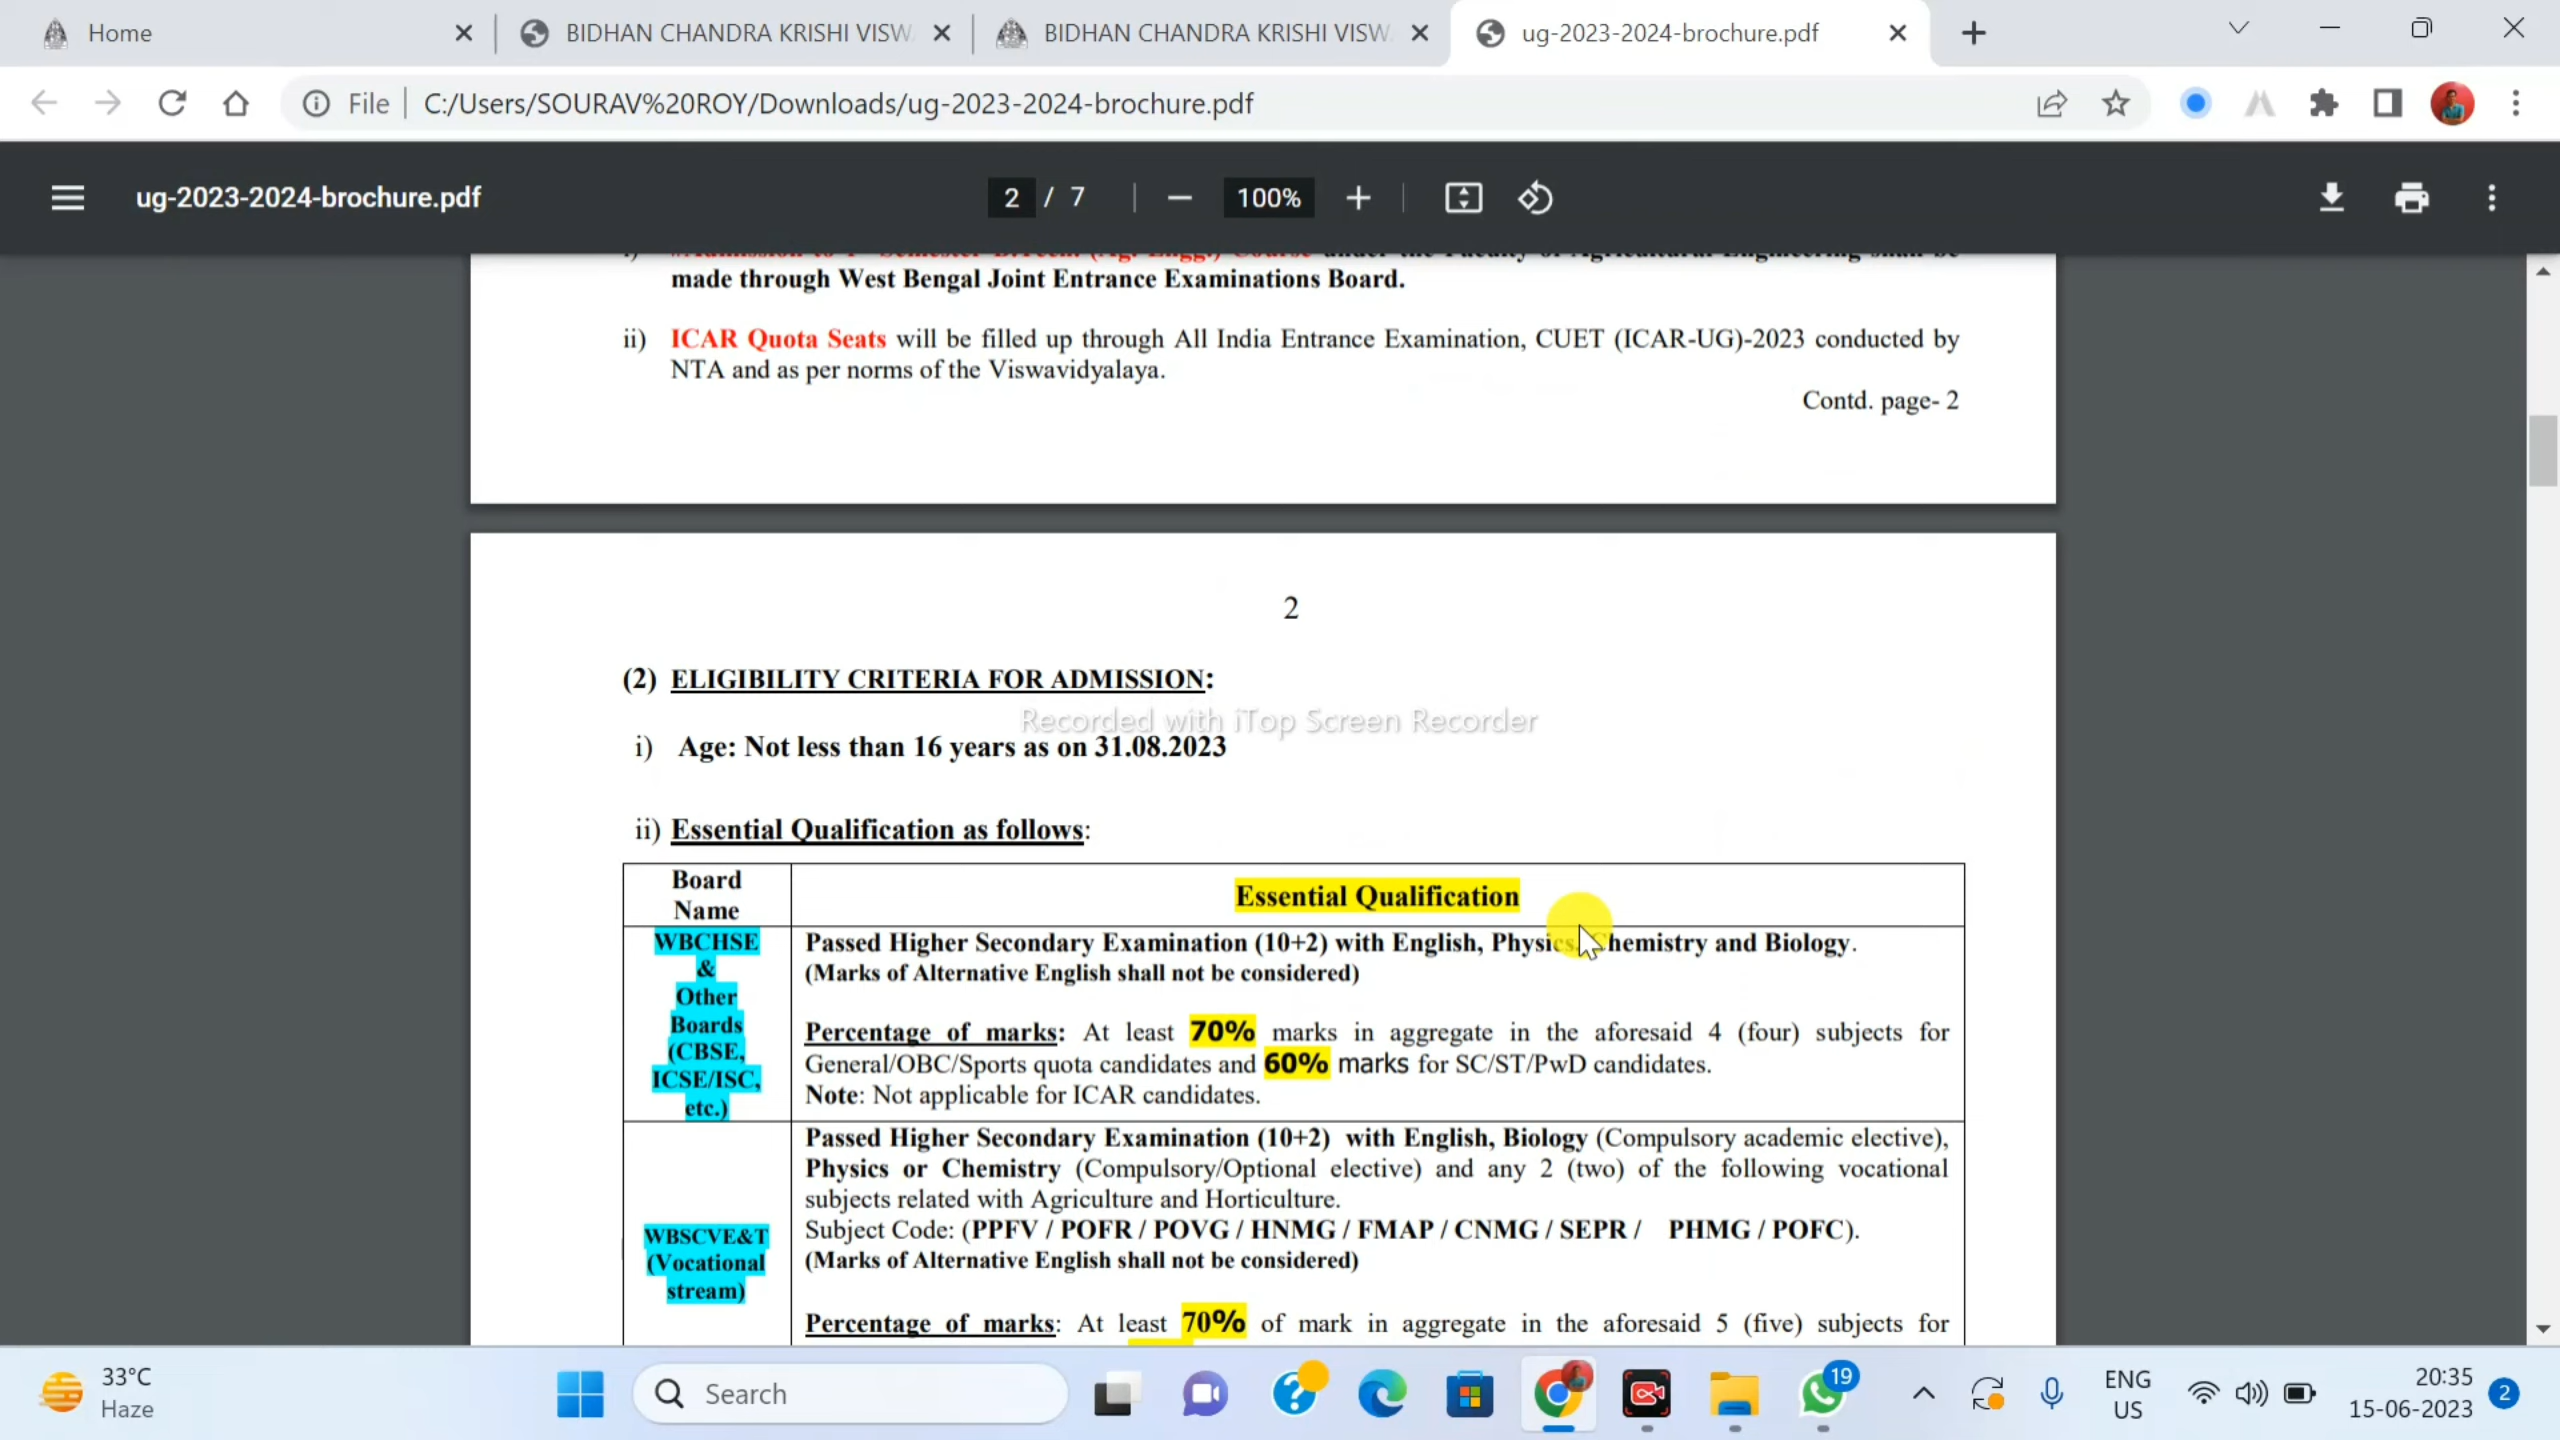 Home
BIDHAN CHANDRA KRISHI VISW
BIDHAN CHANDRA KRISHI VISW
ug-2023-2024-brochure.pdf
File
C:/Users/SOURAV%20ROY/Downloads/ug-2023-2024-brochure.pdf
ug-2023-2024-brochure.pdf
2 / 7
100%
under the Faculty of Agricultural Engineering shall be
made through West Bengal Joint Entrance Examinations Board.
ii) ICAR Quota Seats will be filled up through All India Entrance Examination, CUET (ICAR-UG)-2023 conducted by
NTA and as per norms of the Viswavidyalaya.
Contd. page- 2
2
(2) ELIGIBILITY CRITERIA FOR ADMISSION:
Recorded with iTop Screen Recorder
i) Age: Not less than 16 years as on 31.08.2023
ii) Essential Qualification as follows:
Board
Name
Essential Qualification
WBCHSE
&
Other
Boards
(CBSE,
ICSE/ISC,
etc.)
Passed Higher Secondary Examination (10+2) with English, Physics, Chemistry and Biology.
(Marks of Alternative English shall not be considered)
Percentage of marks: At least 70% marks in aggregate in the aforesaid 4 (four) subjects for
General/OBC/Sports quota candidates and 60% marks for SC/ST/PwD candidates.
Note: Not applicable for ICAR candidates.
WBSCVE&T
(Vocational
stream)
Passed Higher Secondary Examination (10+2) with English, Biology (Compulsory academic elective),
Physics or Chemistry (Compulsory/Optional elective) and any 2 (two) of the following vocational
subjects related with Agriculture and Horticulture.
Subject Code: (PPFV / POFR / POVG / HNMG / FMAP / CNMG / SEPR / PHMG / POFC).
(Marks of Alternative English shall not be considered)
Percentage of marks: At least 70% of mark in aggregate in the aforesaid 5 (five) subjects for
33°C
Haze
Search
19
ENG
US
20:35
15-06-2023
2